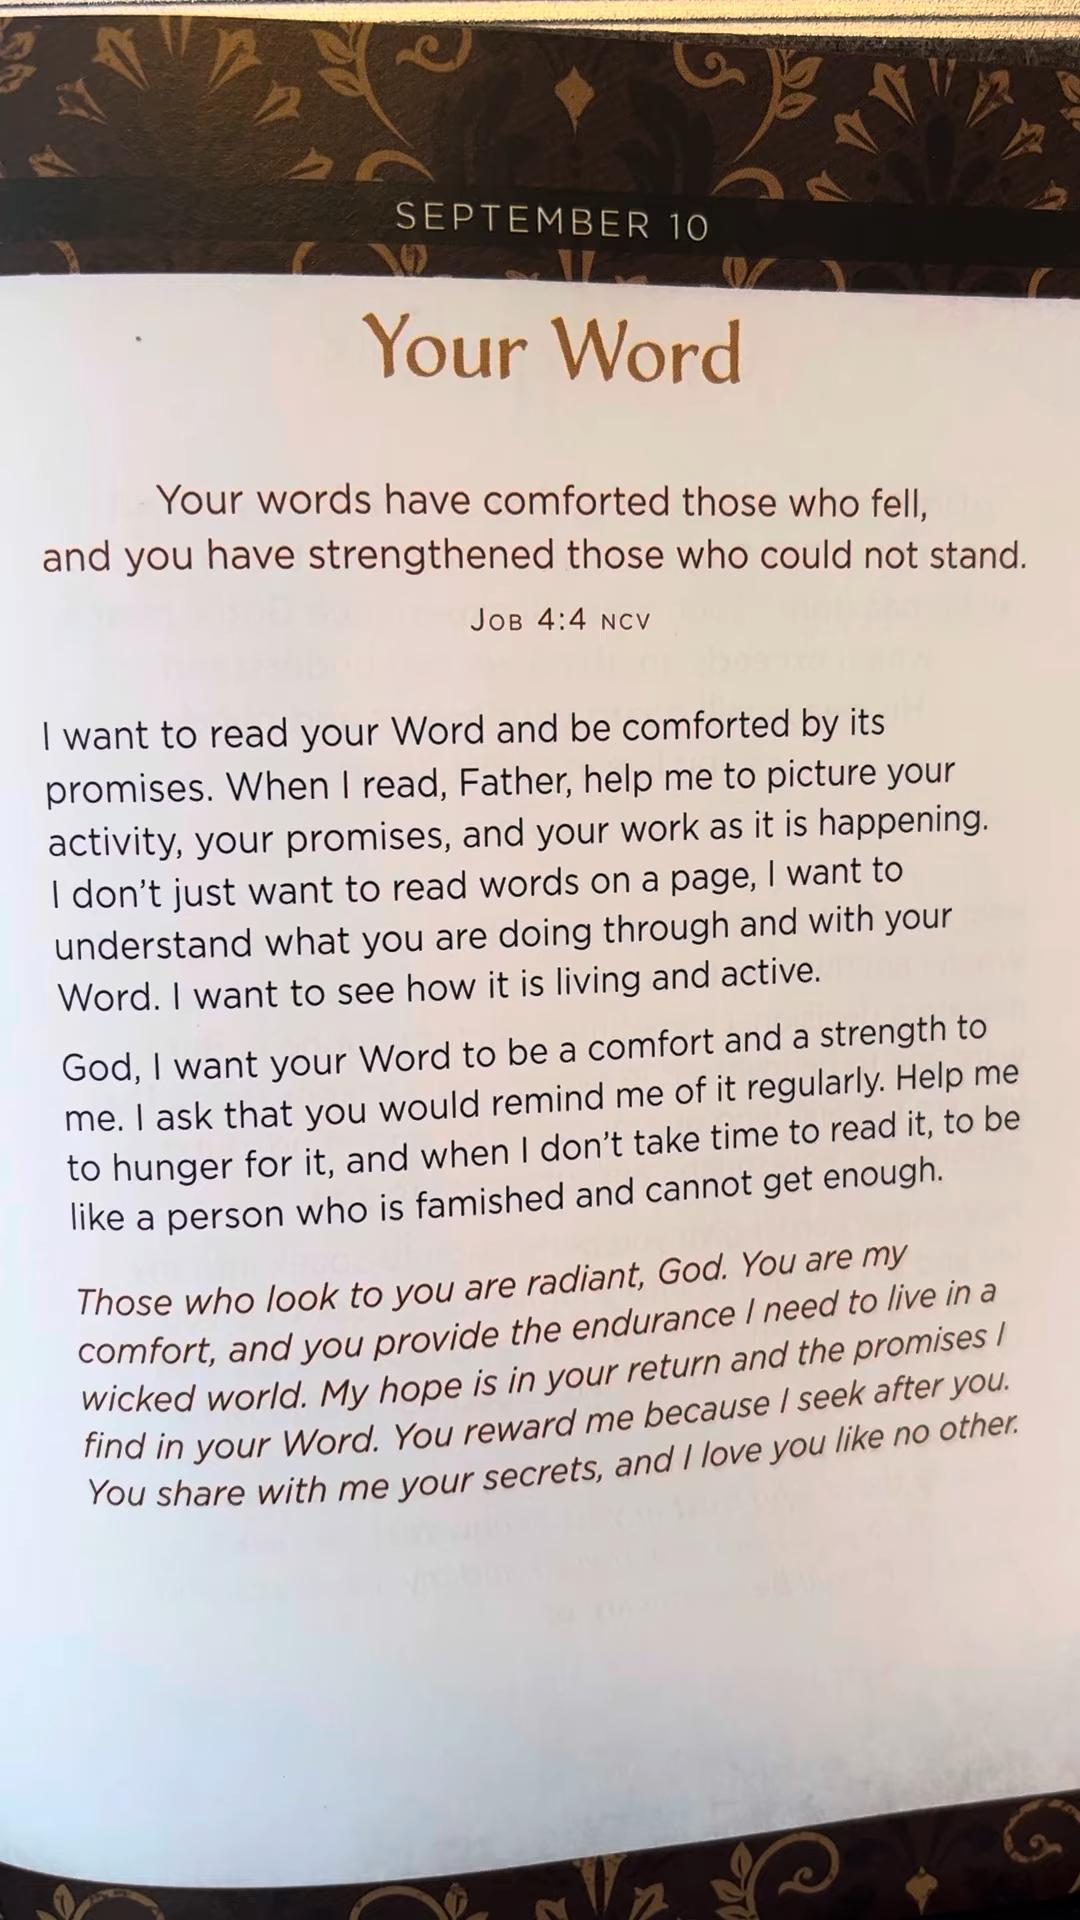 SEPTEMBER 10
Your Word
Your words have comforted those who fell,
and you have strengthened those who could not stand.
JOB 4:4 NCV
I want to read your Word and be comforted by its
promises. When I read, Father, help me to picture your
activity, your promises, and your work as it is happening.
I don't just want to read words on a page, I want to
understand what you are doing through and with your
Word. I want to see how it is living and active.
God, I want your Word to be a comfort and a strength to
me. I ask that you would remind me of it regularly. Help me
to hunger for it, and when I don't take time to read it, to be
like a person who is famished and cannot get enough.
Those who look to you are radiant, God. You are my
comfort, and you provide the endurance I need to live in a
wicked world. My hope is in your return and the promises I
find in your Word. You reward me because I seek after you.
You share with me your secrets, and I love you like no other.